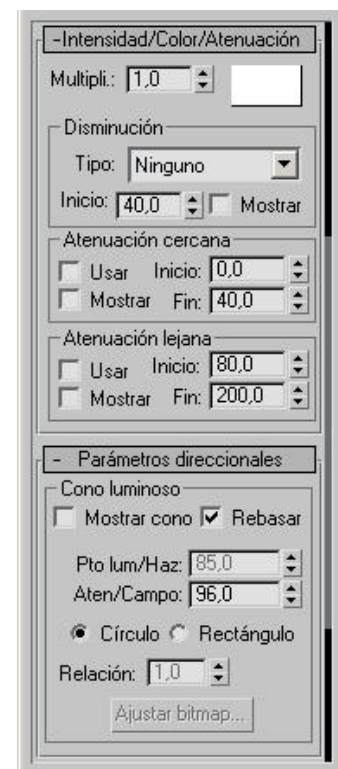 -Intensidad/Color/Atenuación
Multipli.: 1,0
Disminución
Tipo: Ninguno
Inicio: 40,0 Mostrar
Atenuación cercana
Usar Inicio: 0,0
Mostrar Fin: 40,0
Atenuación lejana
Usar Inicio: 80,0
Mostrar Fin: 200,0
- Parámetros direccionales
Cono luminoso
Mostrar cono Rebasar
Pto lum/Haz: 85,0
Aten/Campo: 96,0
Círculo Rectángulo
Relación: 1,0
Ajustar bitmap...